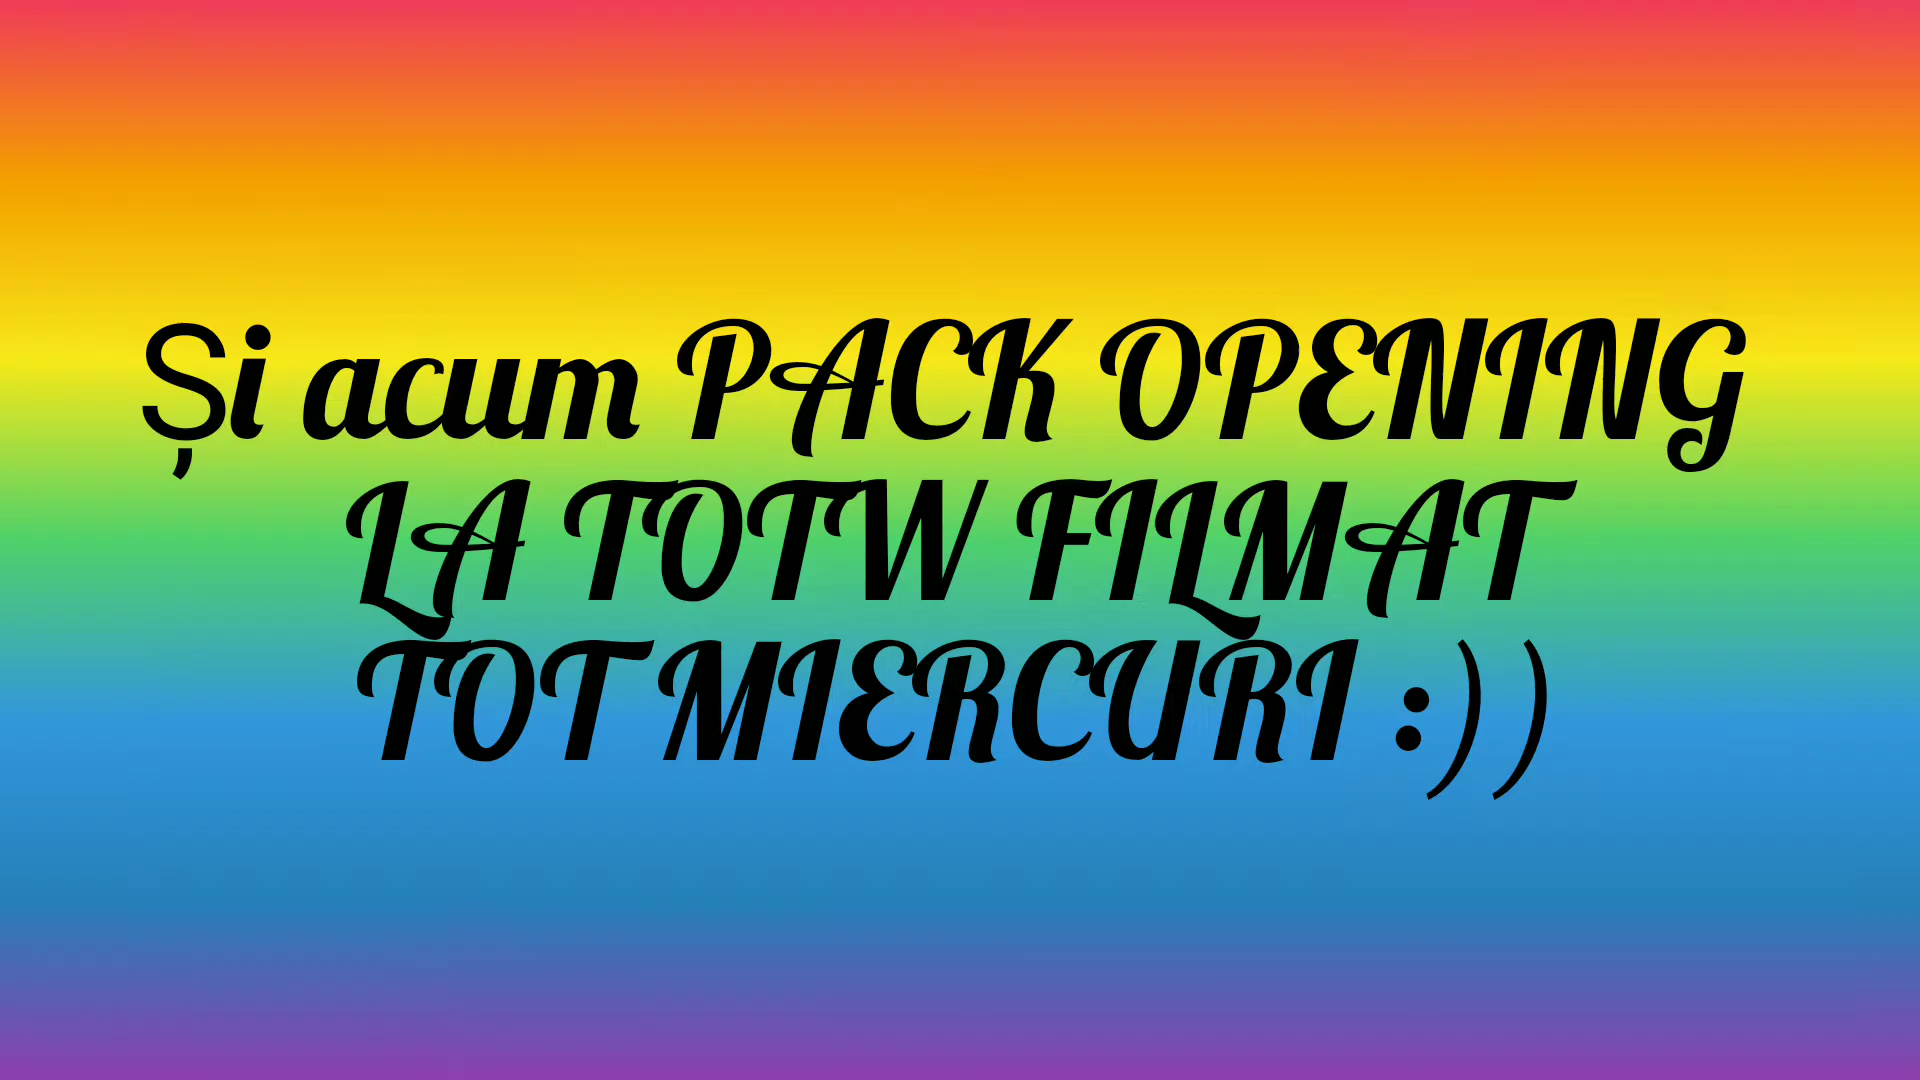 Și acum PACK OPENING
LA TOTW FILMAT
TOT MIERCURI :))